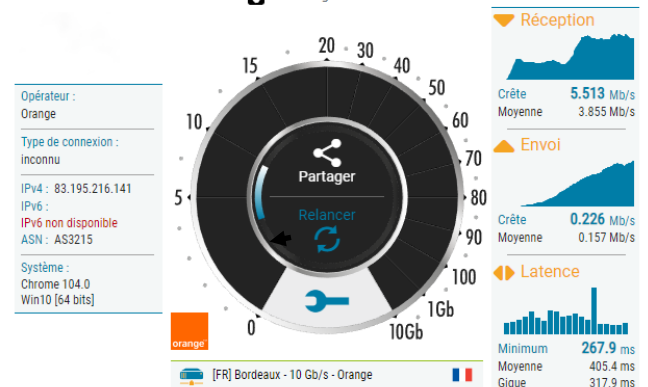 Opérateur :
Orange
Type de connexion :
inconnu
IPv4 : 83.195.216.141
IPv6 :
IPv6 non disponible
ASN : AS3215
Système :
Chrome 104.0
Win10 [64 bits]
0
5
10
15
20
30
40
50
60
70
80
90
100
1Gb
10Gb
Partager
Relancer
orange
[FR] Bordeaux - 10 Gb/s - Orange
Réception
Crête 5.513 Mb/s
Moyenne 3.855 Mb/s
Envoi
Crête 0.226 Mb/s
Moyenne 0.157 Mb/s
Latence
Minimum 267.9 ms
Moyenne 405.4 ms
Gigue 317.9 ms